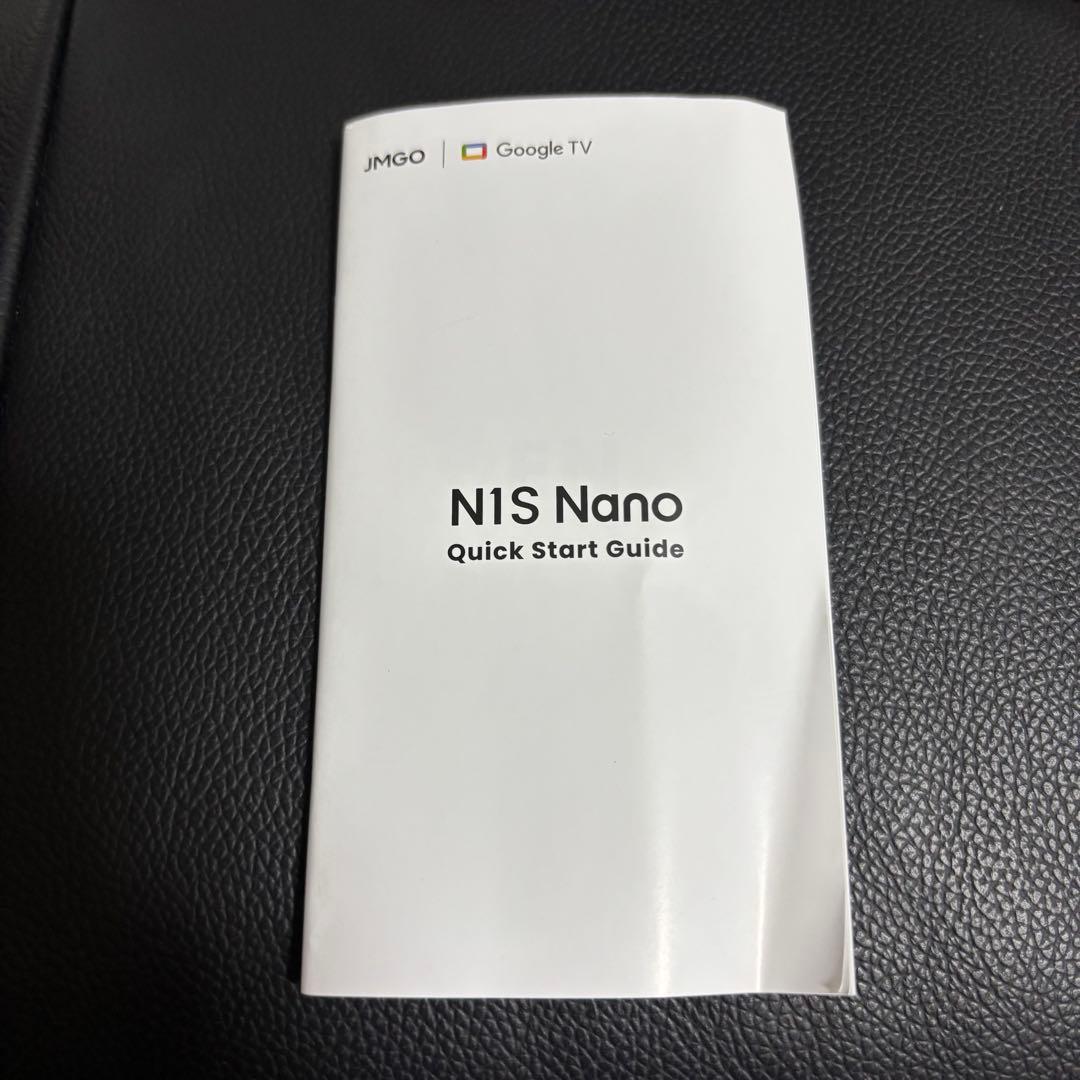 JMGO | Google TV
N1S Nano
Quick Start Guide